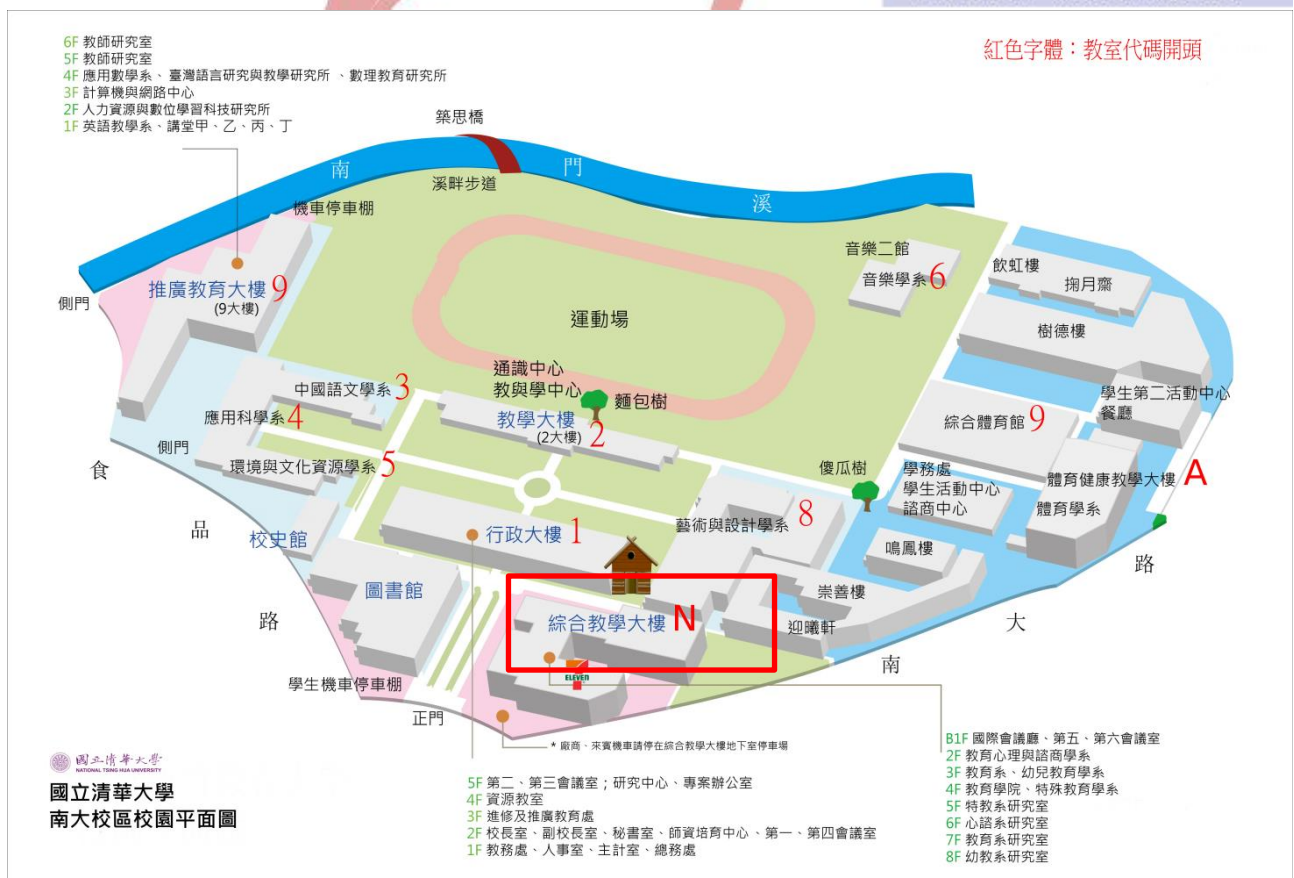 紅色字體：教室代碼開頭
6F 教師研究室
5F 教師研究室
4F 應用數學系、臺灣語言研究與教學研究所 、數理教育研究所
3F 計算機與網路中心
2F 人力資源與數位學習科技研究所
1F 英語教學系、講堂甲、乙、丙、丁
築思橋
南 門 溪
溪畔步道
機車停車棚
側門
推廣教育大樓 9
(9大樓)
運動場
音樂二館
音樂學系 6
飲虹樓
掬月齋
樹德樓
學生第二活動中心
餐廳
綜合體育館 9
中國語文學系 3
通識中心
教與學中心
麵包樹
教學大樓
(2大樓) 2
應用科學系 4
側門
環境與文化資源學系 5
傻瓜樹
學務處
學生活動中心
諮商中心
體育健康教學大樓 A
體育學系
藝術與設計學系 8
行政大樓 1
校史館
鳴鳳樓
圖書館
崇善樓
綜合教學大樓 N
迎曦軒
食品路
南大路
ELEVEN
學生機車停車棚
正門
* 廠商、來賓機車請停在綜合教學大樓地下室停車場
5F 第二、第三會議室；研究中心、專案辦公室
4F 資源教室
3F 進修及推廣教育處
2F 校長室、副校長室、秘書室、師資培育中心、第一、第四會議室
1F 教務處、人事室、主計室、總務處
B1F 國際會議廳、第五、第六會議室
2F 教育心理與諮商學系
3F 教育系、幼兒教育學系
4F 教育學院、特殊教育學系
5F 特教系研究室
6F 心諮系研究室
7F 教育系研究室
8F 幼教系研究室
國立清華大學
NATIONAL TSING HUA UNIVERSITY
國立清華大學
南大校區校園平面圖